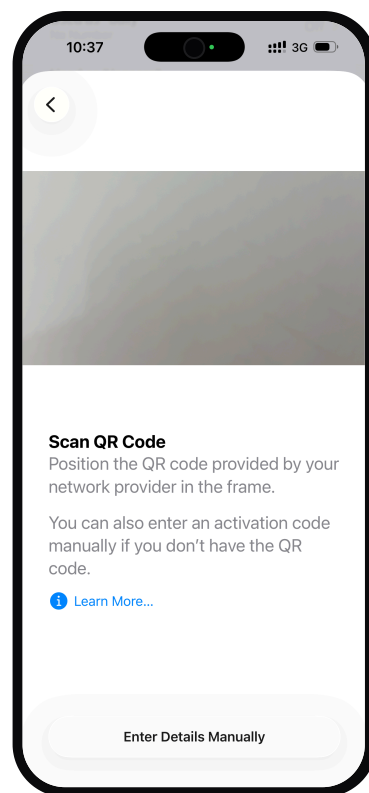 10:37
3G
Scan QR Code
Position the QR code provided by your
network provider in the frame.
You can also enter an activation code
manually if you don’t have the QR
code.
Learn More...
Enter Details Manually